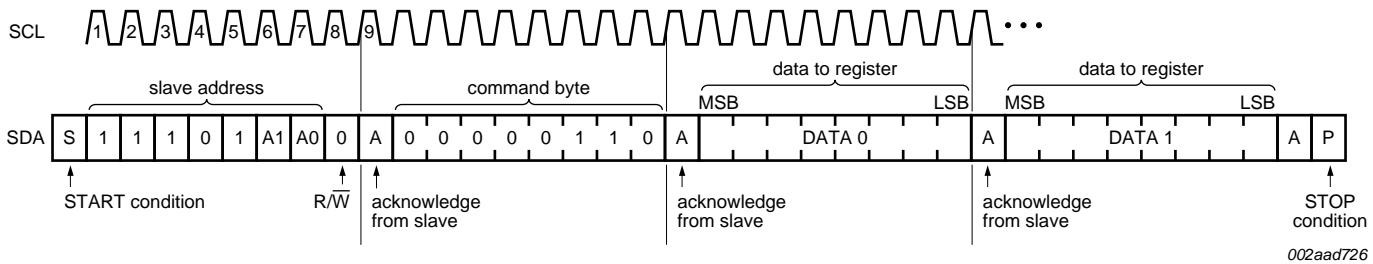 SCL 1 2 3 4 5 6 7 8 9
slave address command byte data to register data to register
MSB LSB MSB LSB
SDA S 1 1 1 0 1 A1 A0 0 A 0 0 0 0 0 1 1 0 A DATA 0 A DATA 1 A P
START condition R/W̅ acknowledge from slave acknowledge from slave acknowledge from slave STOP condition
002aad726